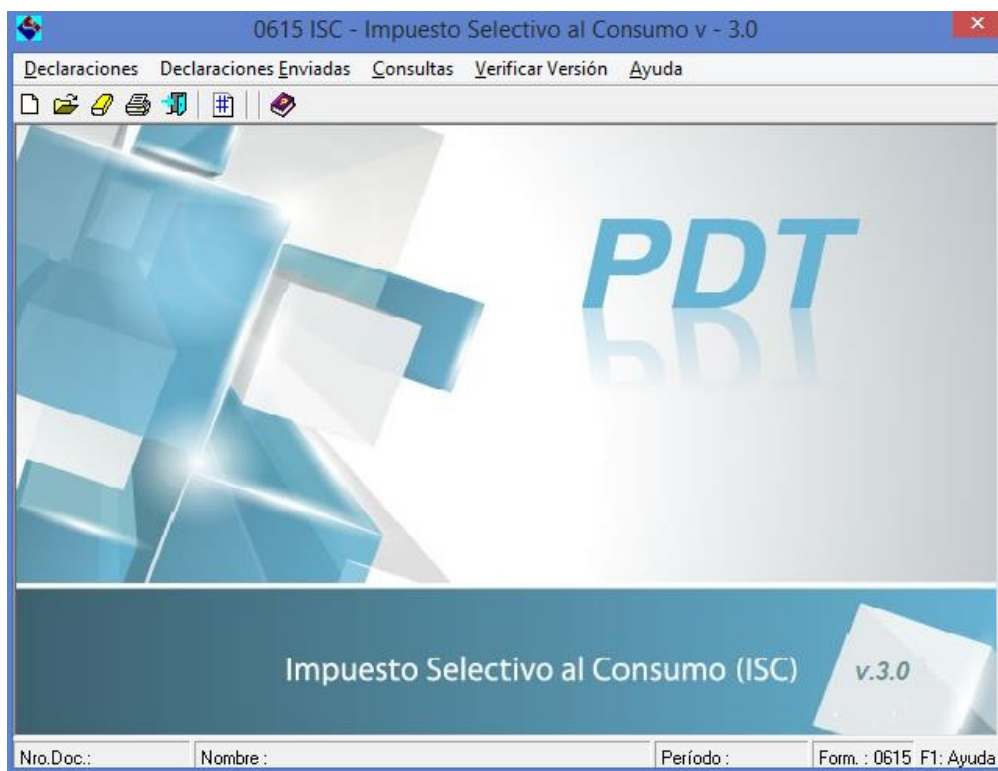 0615 ISC - Impuesto Selectivo al Consumo v - 3.0
Declaraciones Declaraciones Enviadas Consultas Verificar Versión Ayuda
PDT
Impuesto Selectivo al Consumo (ISC)
v.3.0
Nro.Doc.: Nombre : Período : Form. : 0615 F1: Ayuda